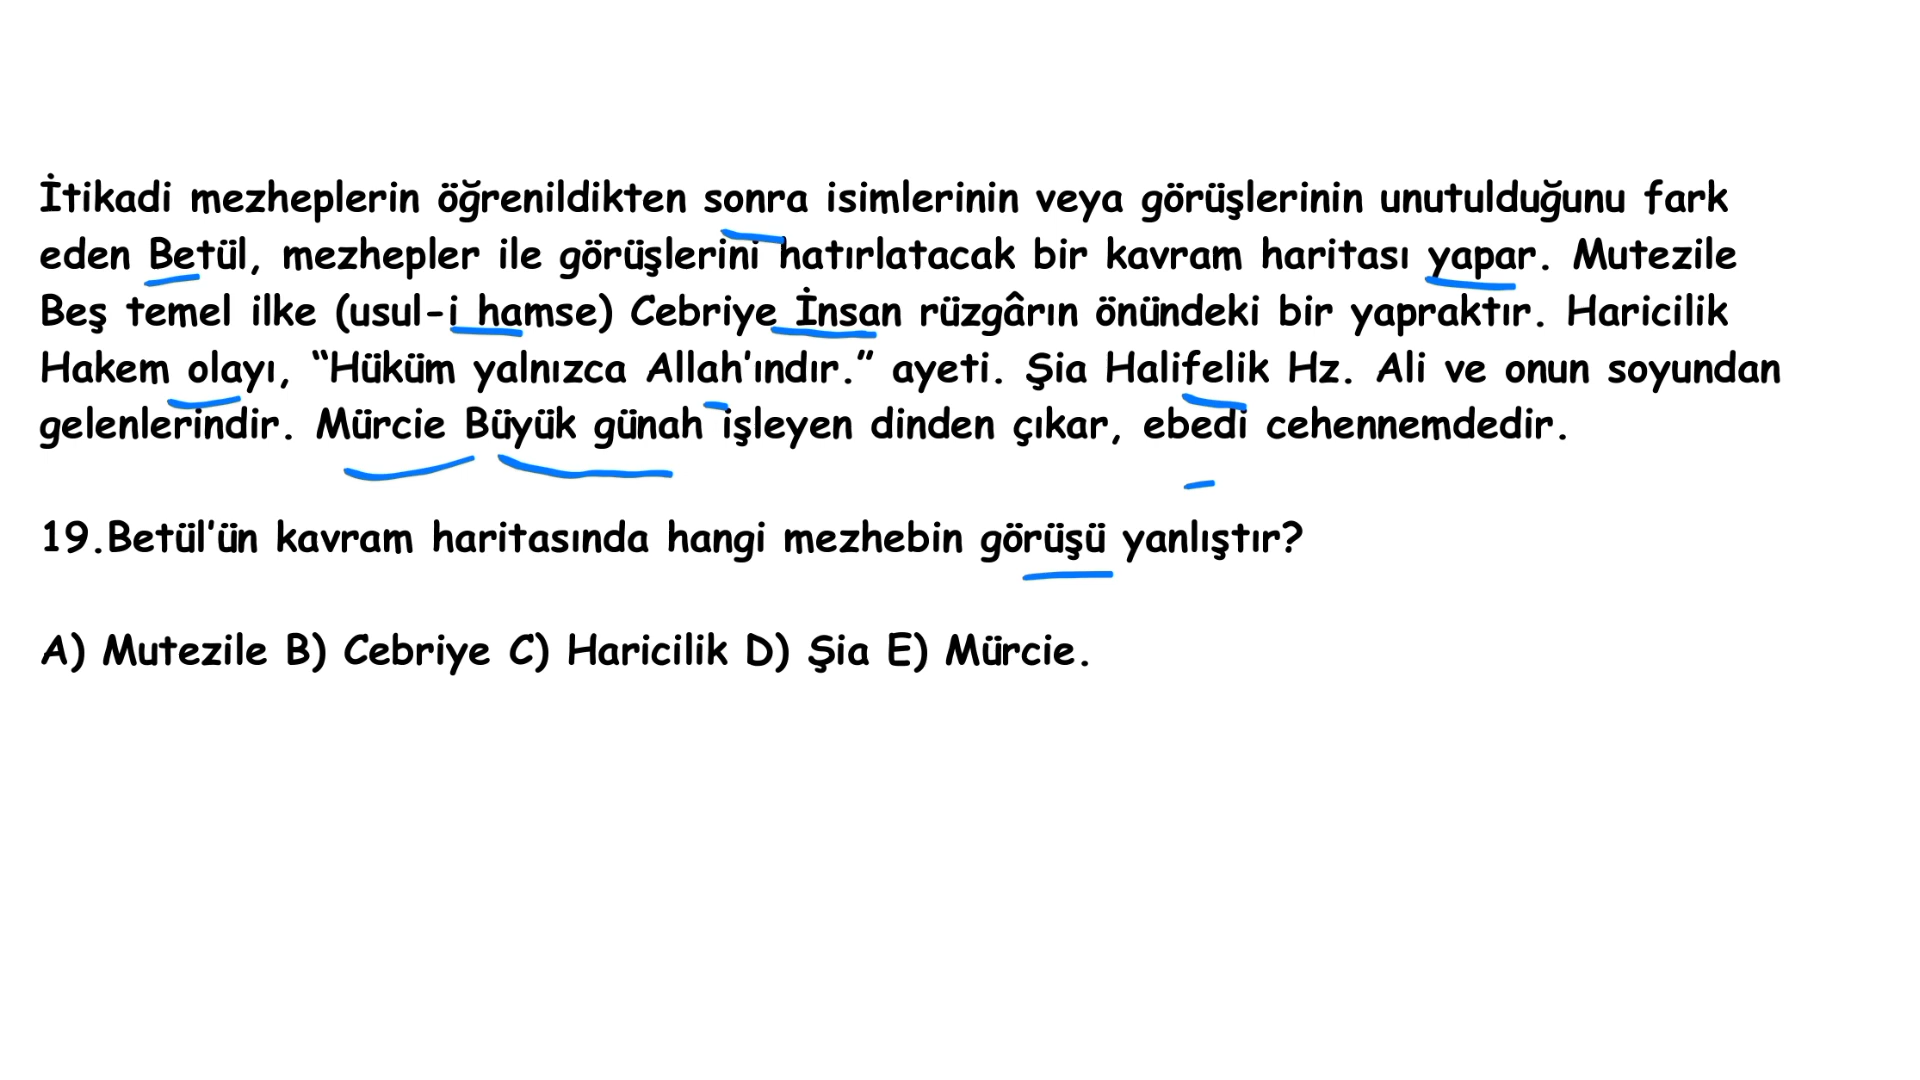 İtikadi mezheplerin öğrenildikten sonra isimlerinin veya görüşlerinin unutulduğunu fark
eden Betül, mezhepler ile görüşlerini hatırlatacak bir kavram haritası yapar. Mutezile
Beş temel ilke (usul-i hamse) Cebriye İnsan rüzgârın önündeki bir yapraktır. Haricilik
Hakem olayı, “Hüküm yalnızca Allah’ındır.” ayeti. Şia Halifelik Hz. Ali ve onun soyundan
gelenlerindir. Mürcie Büyük günah işleyen dinden çıkar, ebedi cehennemdedir.
19.Betül’ün kavram haritasında hangi mezhebin görüşü yanlıştır?
A) Mutezile B) Cebriye C) Haricilik D) Şia E) Mürcie.